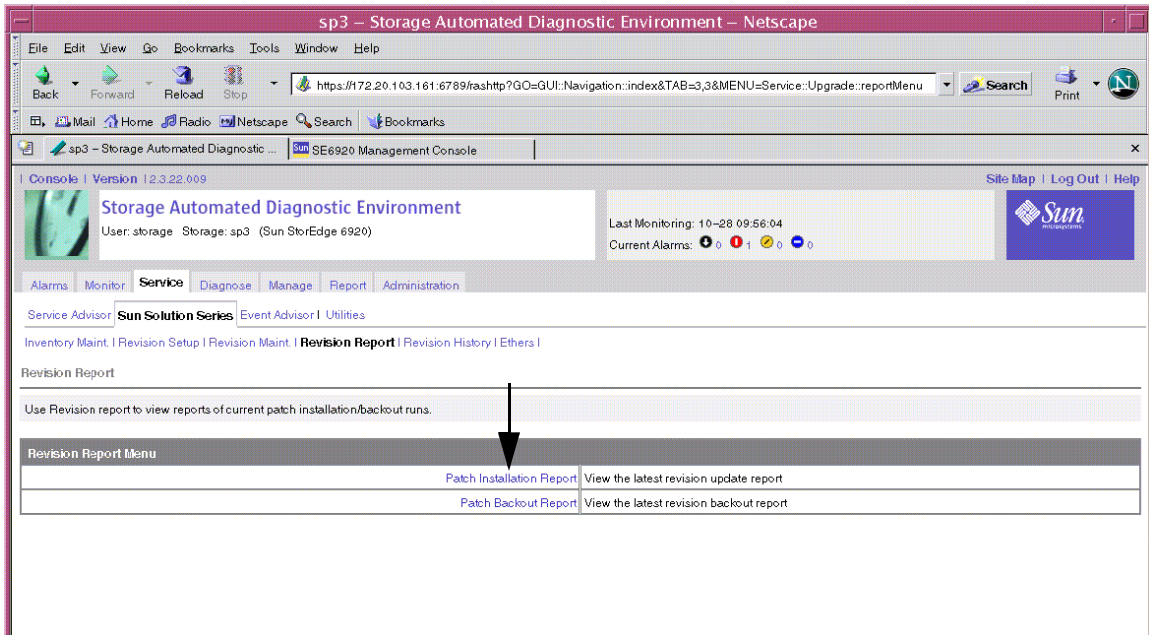 sp3 – Storage Automated Diagnostic Environment – Netscape
File Edit View Go Bookmarks Tools Window Help
Back Forward Reload Stop https://172.20.103.161:6789/rashttp?GO=GUI::Navigation::index&TAB=3,3&MENU=Service::Upgrade::reportMenu Search Print N
Mail Home Radio Netscape Search Bookmarks
sp3 – Storage Automated Diagnostic ... Sun SE6920 Management Console
| Console | Version | 2.3.22.009 Site Map | Log Out | Help
Storage Automated Diagnostic Environment
User: storage Storage: sp3 (Sun StorEdge 6920)
Last Monitoring: 10–28 09:56:04
Current Alarms: 0 1 0 0
Sun
microsystems
Alarms Monitor Service Diagnose Manage Report Administration
Service Advisor Sun Solution Series Event Advisor | Utilities
Inventory Maint. | Revision Setup | Revision Maint. | Revision Report | Revision History | Ethers |
Revision Report
Use Revision report to view reports of current patch installation/backout runs.
Revision Report Menu
Patch Installation Report View the latest revision update report
Patch Backout Report View the latest revision backout report